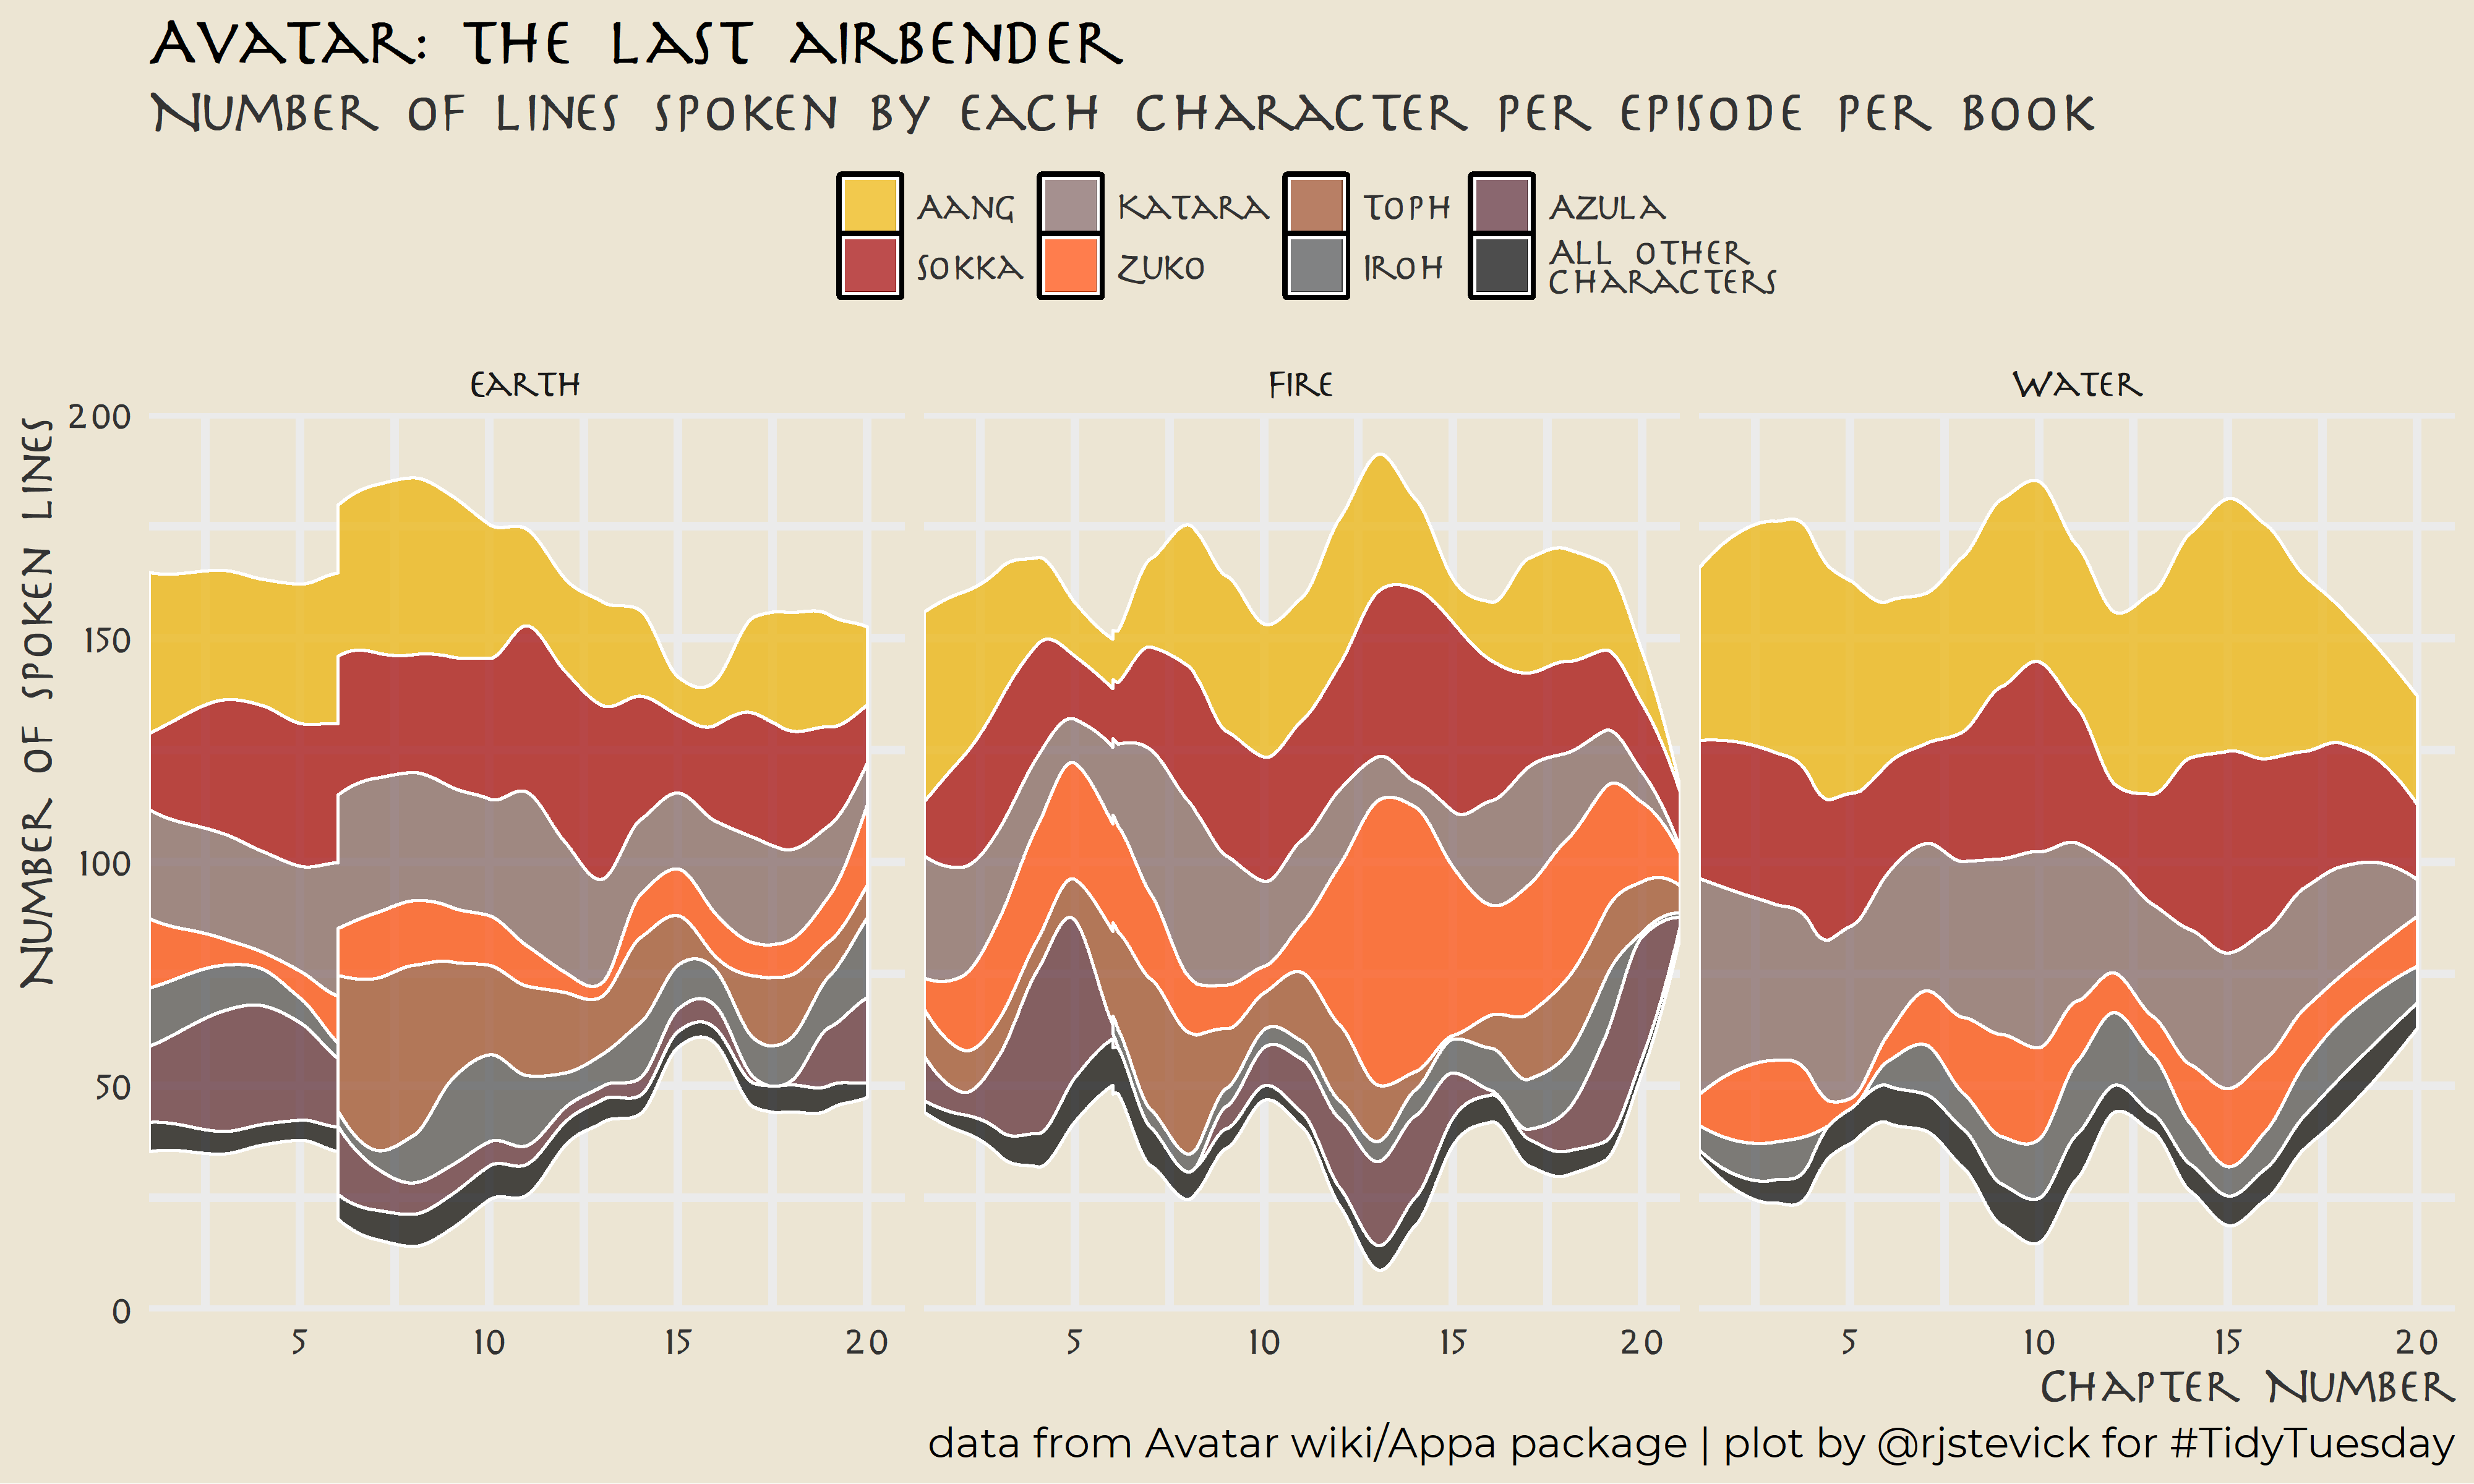 AVATAR: THE LAST AIRBENDER
NUMBER OF LINES SPOKEN BY EACH CHARACTER PER EPISODE PER BOOK
AANG KATARA TOPH AZULA
SOKKA ZUKO IROH ALL OTHER CHARACTERS
EARTH FIRE WATER
NUMBER OF SPOKEN LINES
200
150
100
50
0
5 10 15 20 5 10 15 20 5 10 15 20
CHAPTER NUMBER
data from Avatar wiki/Appa package | plot by @rjstevick for #TidyTuesday